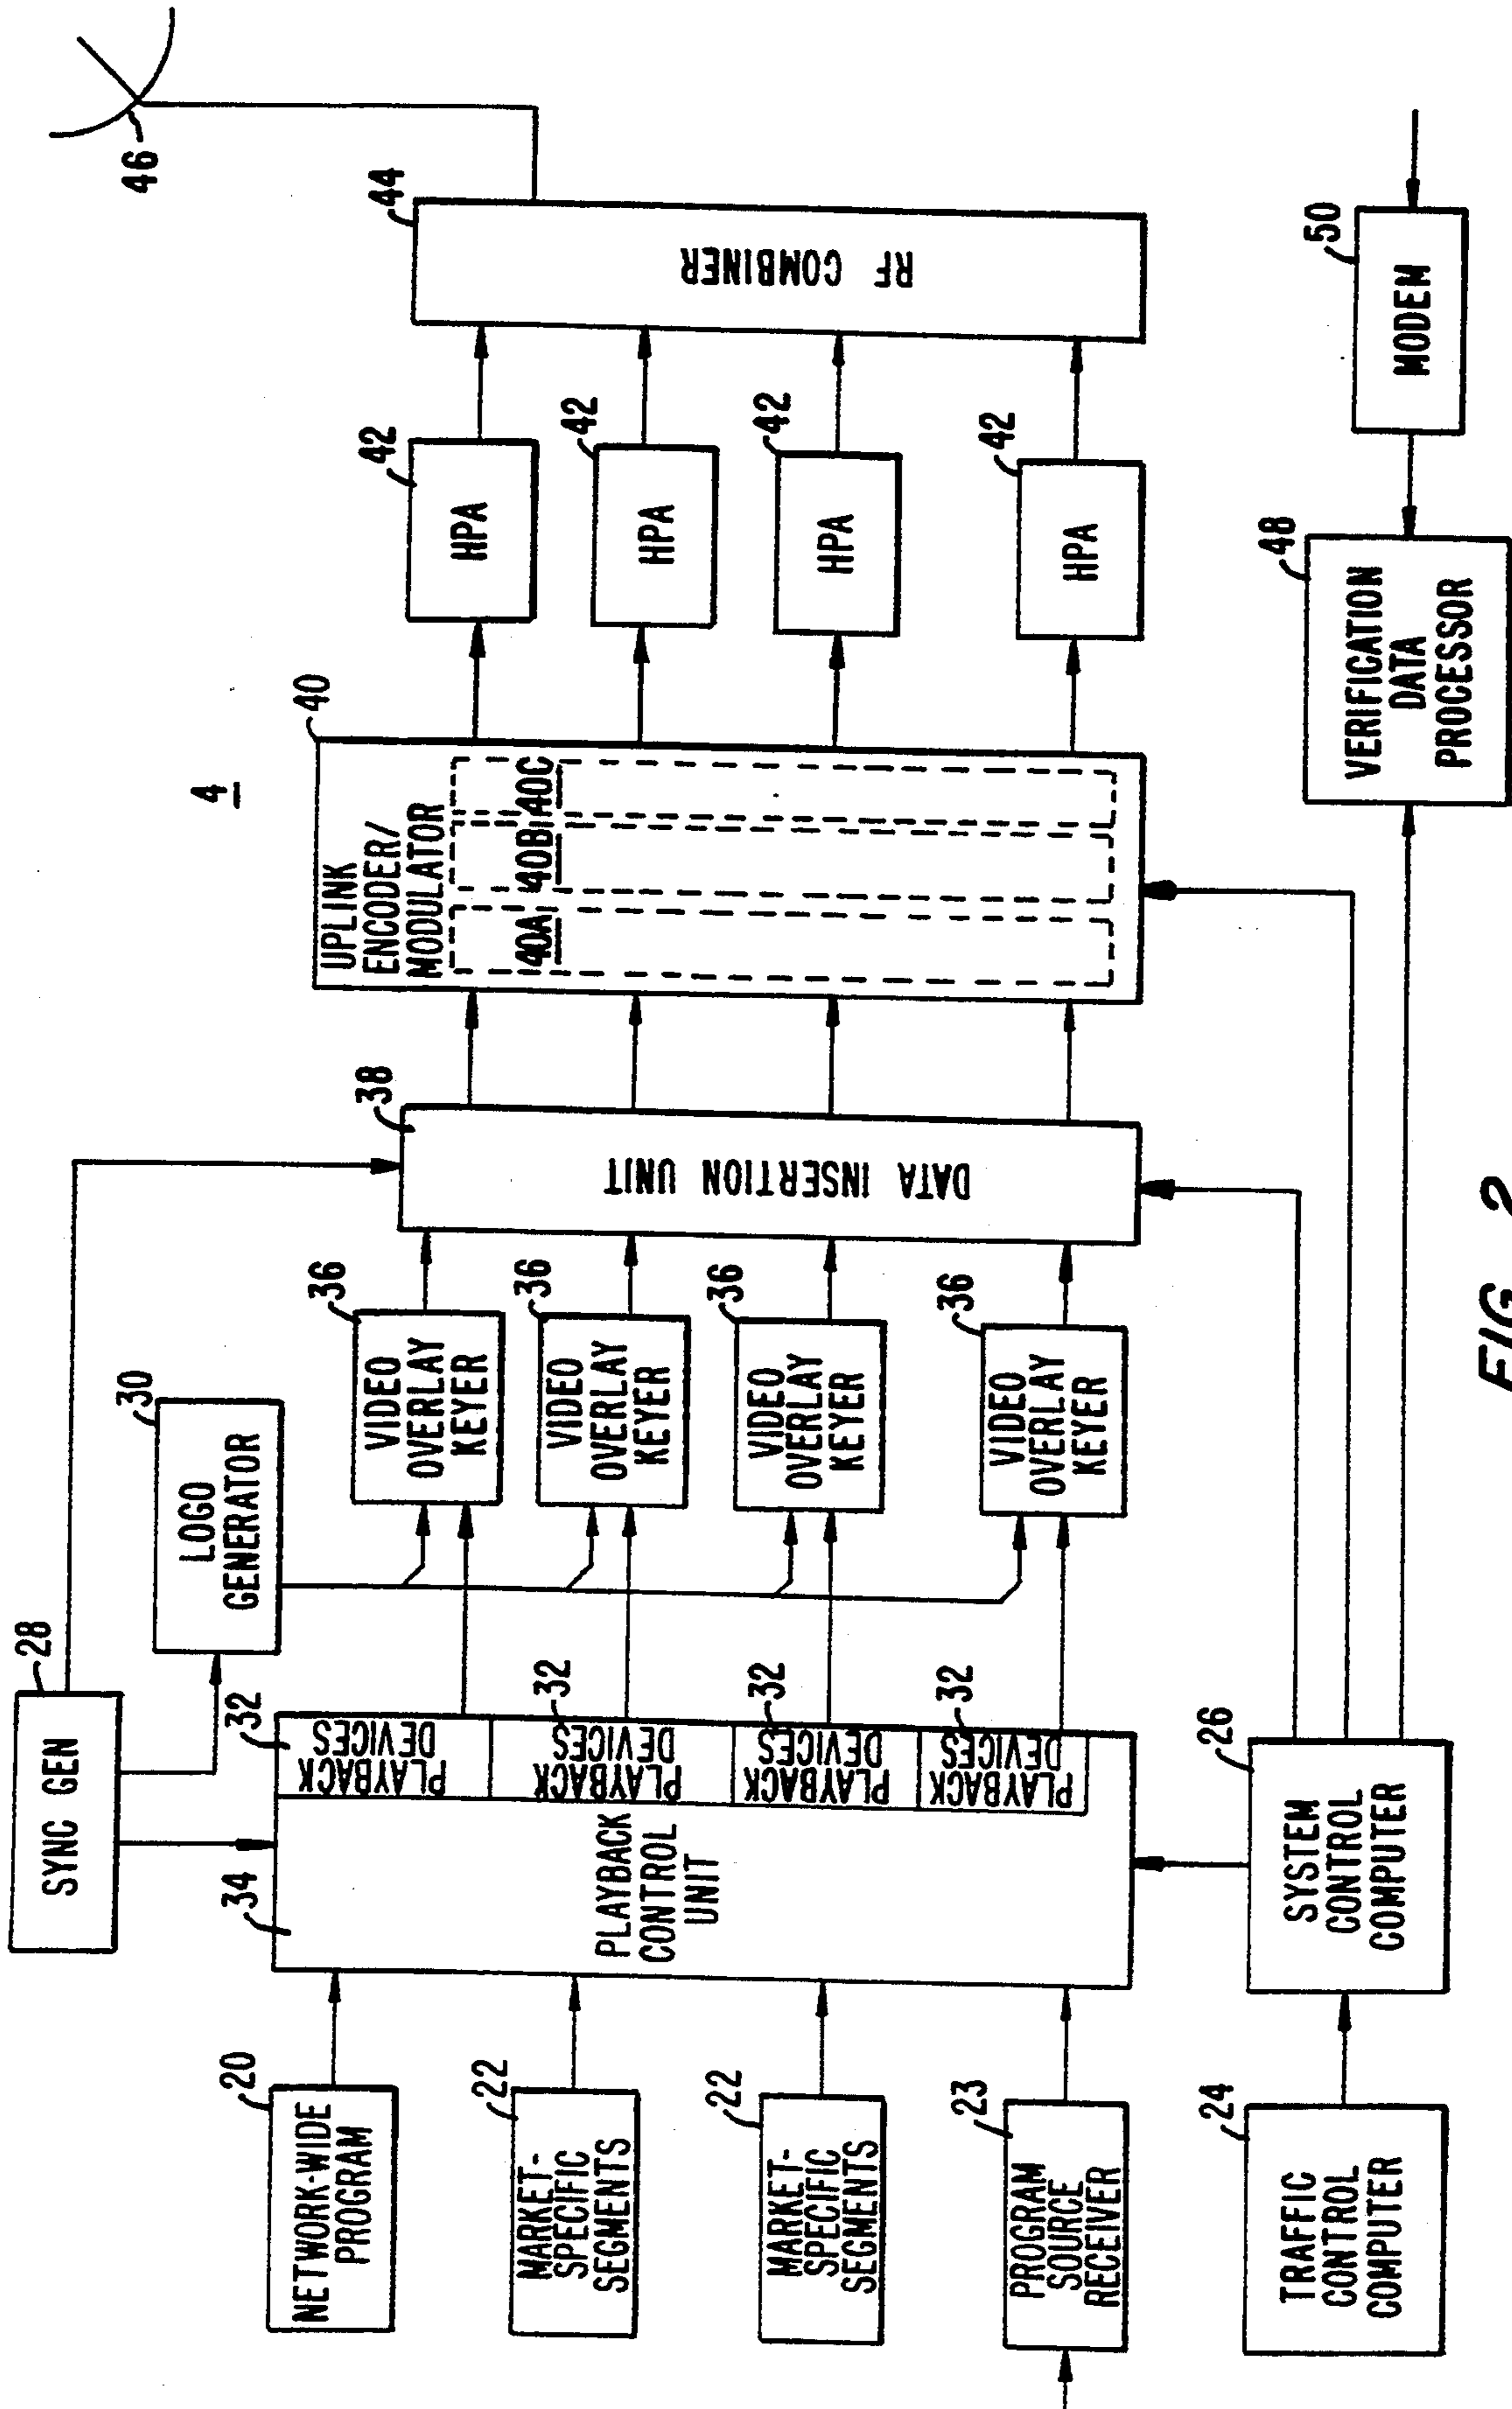 46
44
RF COMBINER
50
MODEM
42
HPA
42
HPA
42
HPA
42
HPA
48
VERIFICATION
DATA
PROCESSOR
4
40
UPLINK
ENCODER/
MODULATOR
40A
40B
40C
38
DATA INSERTION UNIT
36
VIDEO
OVERLAY
KEYER
36
VIDEO
OVERLAY
KEYER
36
VIDEO
OVERLAY
KEYER
36
VIDEO
OVERLAY
KEYER
30
LOGO
GENERATOR
28
SYNC GEN
32
PLAYBACK
DEVICES
32
PLAYBACK
DEVICES
32
PLAYBACK
DEVICES
32
PLAYBACK
DEVICES
34
PLAYBACK
CONTROL
UNIT
26
SYSTEM
CONTROL
COMPUTER
20
NETWORK-WIDE
PROGRAM
22
MARKET-
SPECIFIC
SEGMENTS
22
MARKET-
SPECIFIC
SEGMENTS
23
PROGRAM
SOURCE
RECEIVER
24
TRAFFIC
CONTROL
COMPUTER
FIG. 2